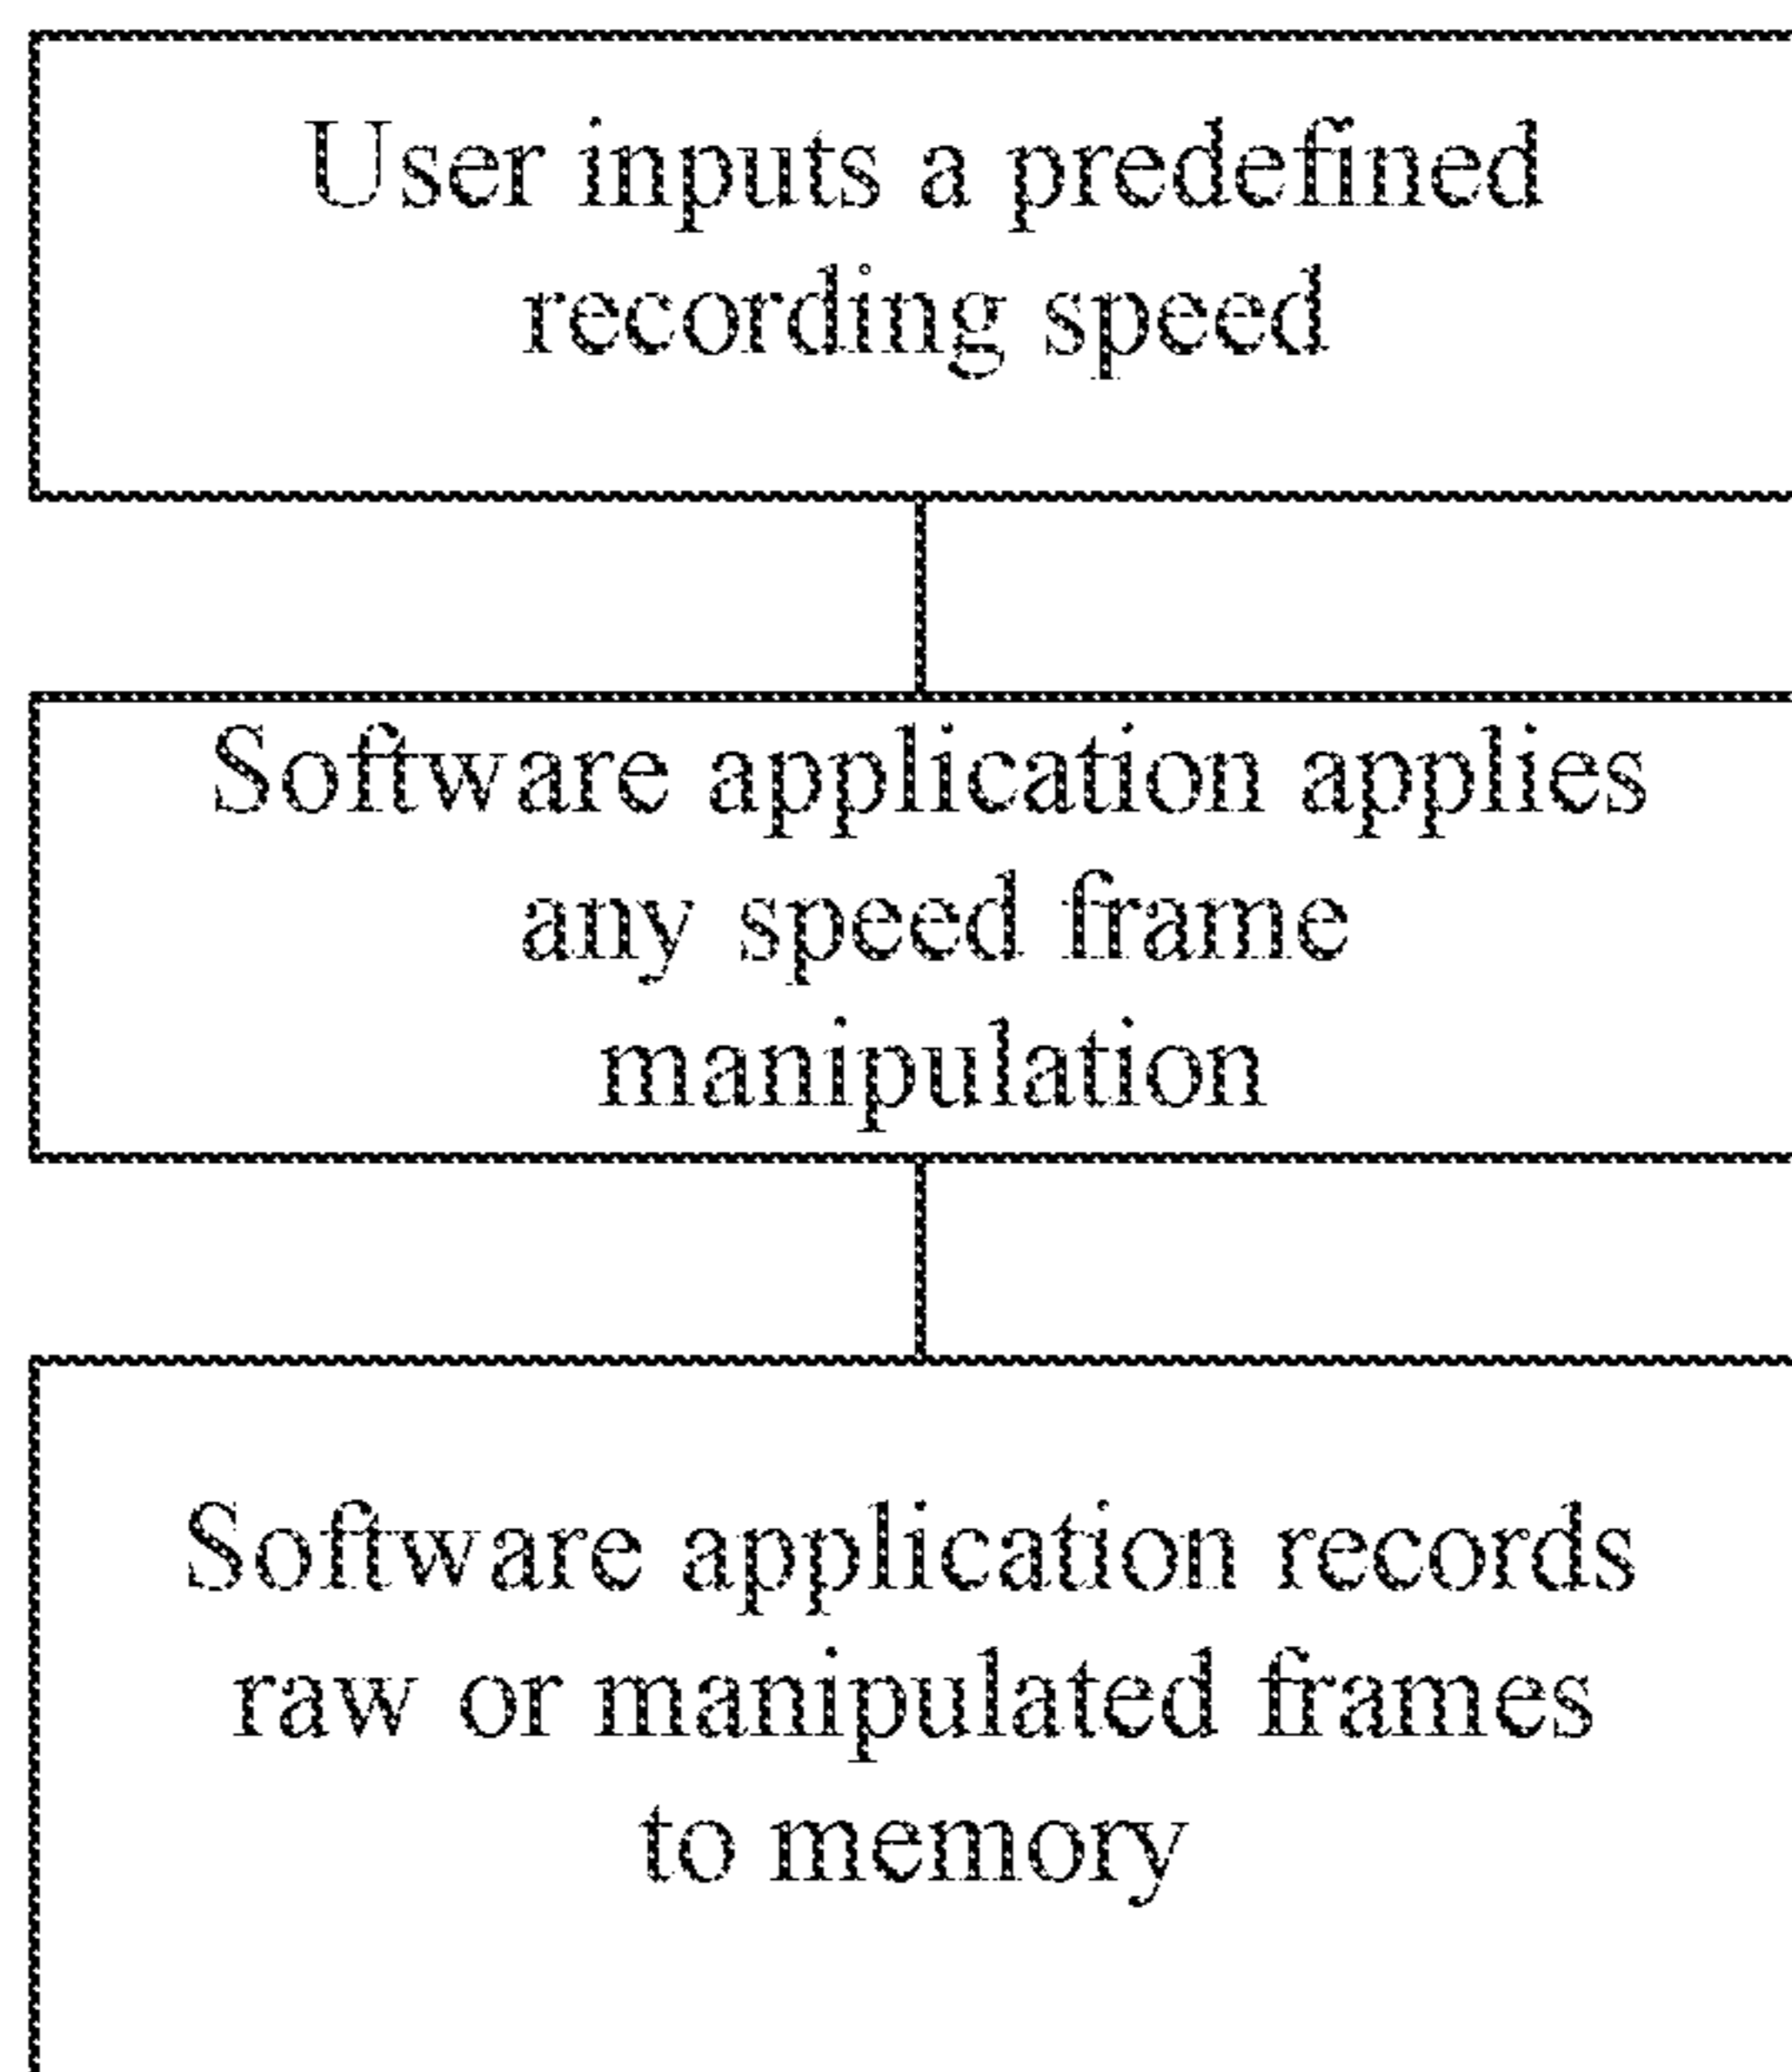 User inputs a predefined
recording speed
Software application applies
any speed frame
manipulation
Software application records
raw or manipulated frames
to memory